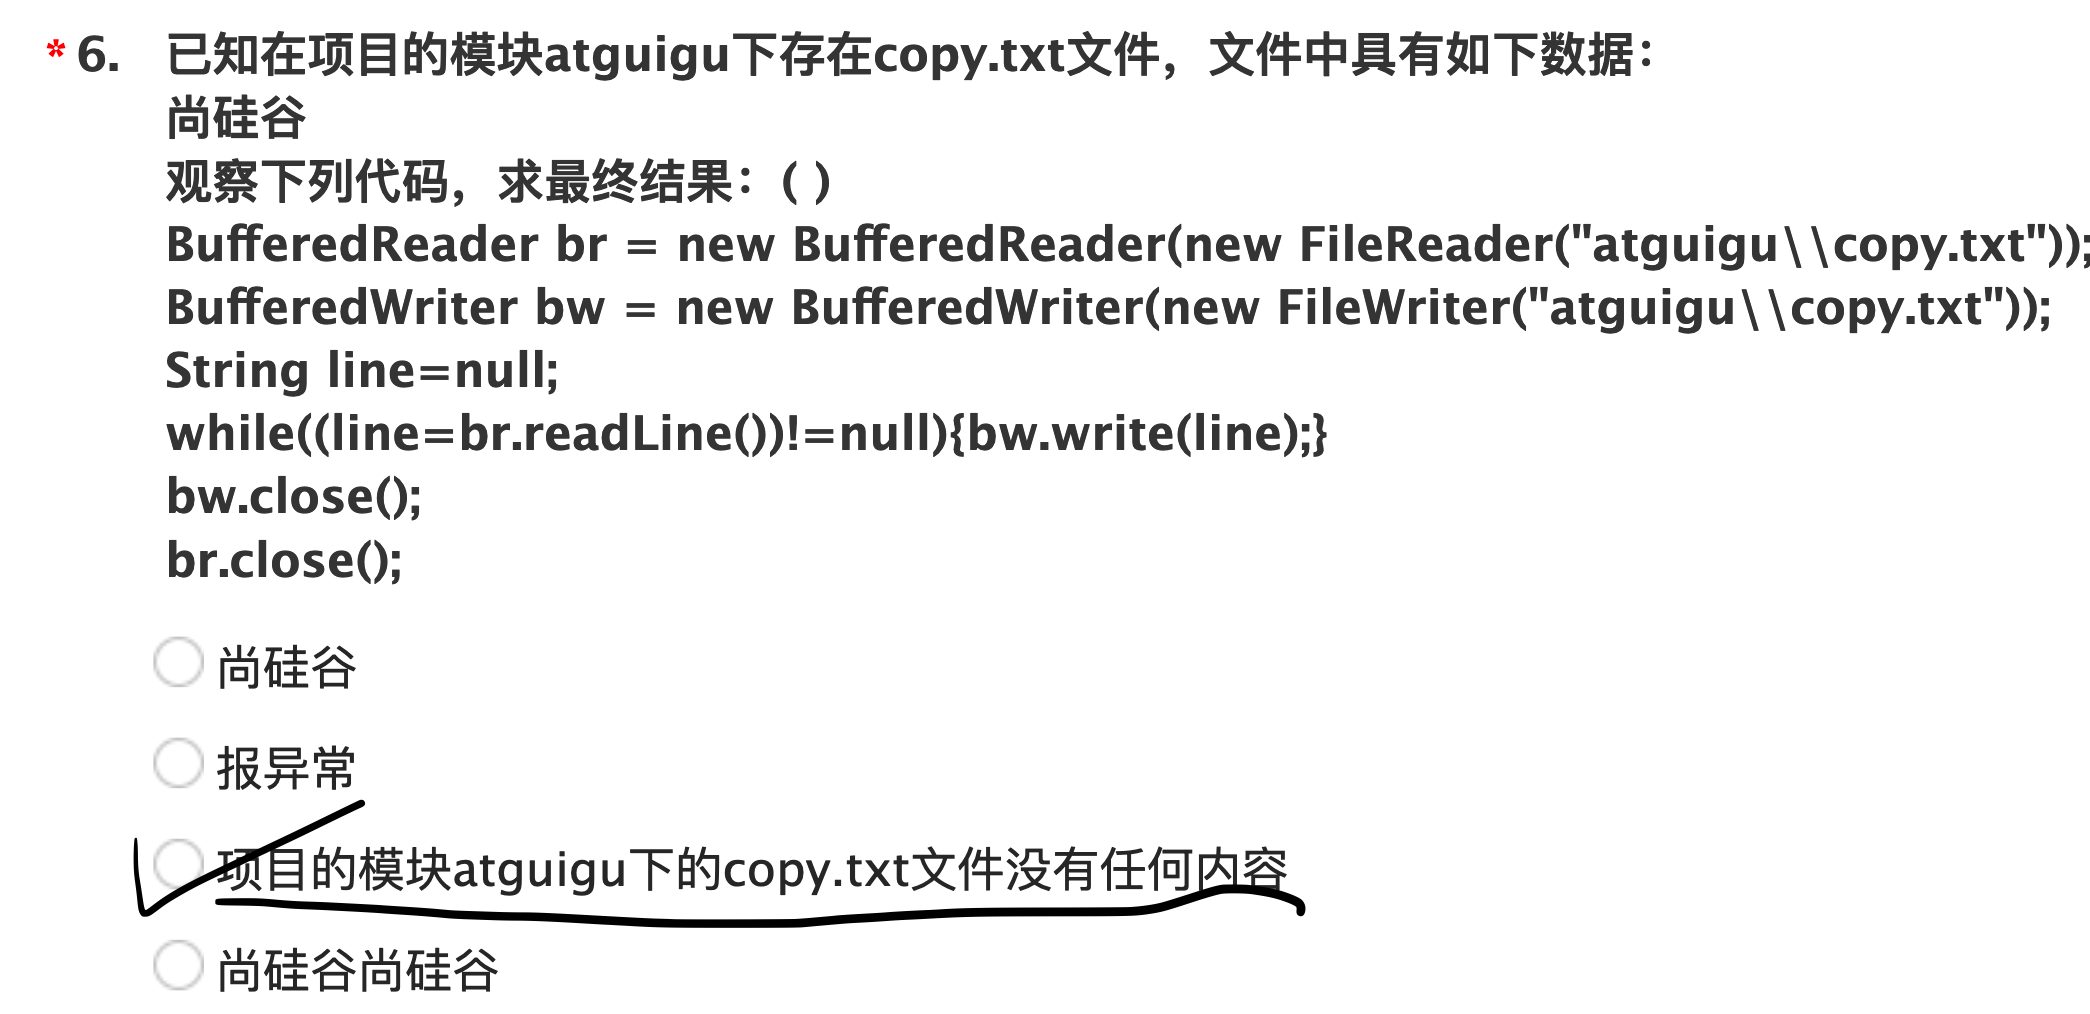 * 6. 已知在项目的模块atguigu下存在copy.txt文件，文件中具有如下数据：
尚硅谷
观察下列代码，求最终结果：( )
BufferedReader br = new BufferedReader(new FileReader("atguigu\\copy.txt"));
BufferedWriter bw = new BufferedWriter(new FileWriter("atguigu\\copy.txt"));
String line=null;
while((line=br.readLine())!=null){bw.write(line);}
bw.close();
br.close();
尚硅谷
报异常
项目的模块atguigu下的copy.txt文件没有任何内容
尚硅谷尚硅谷